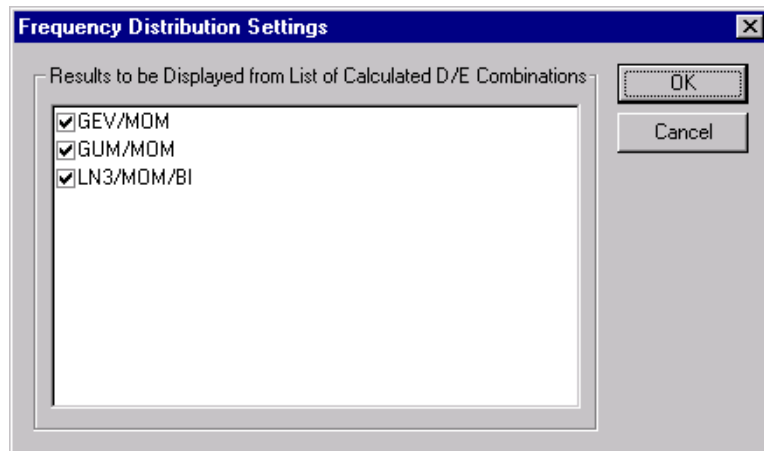 Frequency Distribution Settings
Results to be Displayed from List of Calculated D/E Combinations
OK
Cancel
GEV/MOM
GUM/MOM
LN3/MOM/BI